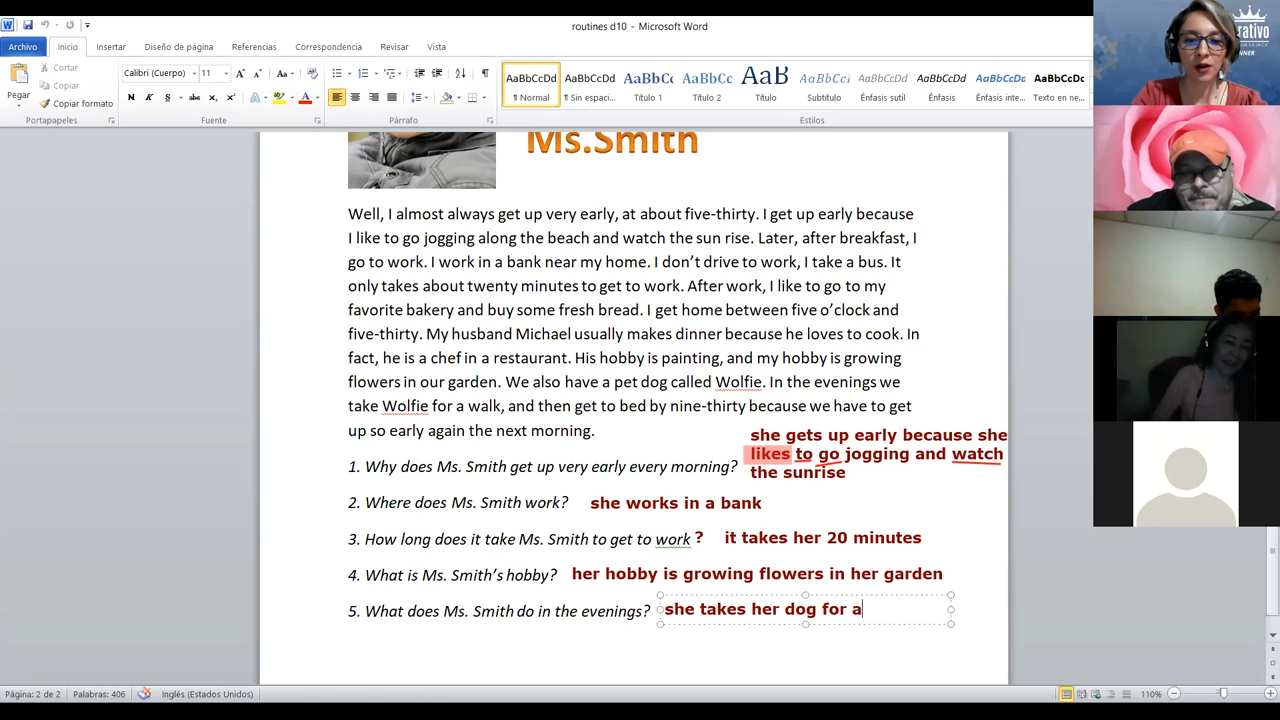 routines d10 - Microsoft Word
Archivo Inicio Insertar Diseño de página Referencias Correspondencia Revisar Vista
Cortar
Copiar
Copiar formato
Pegar
Portapapeles
Calibri (Cuerpo) 11
Fuente
Párrafo
AaBbCcDd AaBbCcDd AaBbC AaBbCc AaB AaBbCc AaBbCcDd AaBbCcDd AaBbCcDd AaBbCcDd
¶ Normal ¶ Sin espaci... Título 1 Título 2 Título Subtítulo Énfasis sutil Énfasis Énfasis inte... Texto en ne...
Estilos
Ms.Smith
Well, I almost always get up very early, at about five-thirty. I get up early because
I like to go jogging along the beach and watch the sun rise. Later, after breakfast, I
go to work. I work in a bank near my home. I don't drive to work, I take a bus. It
only takes about twenty minutes to get to work. After work, I like to go to my
favorite bakery and buy some fresh bread. I get home between five o'clock and
five-thirty. My husband Michael usually makes dinner because he loves to cook. In
fact, he is a chef in a restaurant. His hobby is painting, and my hobby is growing
flowers in our garden. We also have a pet dog called Wolfie. In the evenings we
take Wolfie for a walk, and then get to bed by nine-thirty because we have to get
up so early again the next morning.
1. Why does Ms. Smith get up very early every morning?
she gets up early because she
likes to go jogging and watch
the sunrise
2. Where does Ms. Smith work? she works in a bank
3. How long does it take Ms. Smith to get to work ? it takes her 20 minutes
4. What is Ms. Smith's hobby? her hobby is growing flowers in her garden
5. What does Ms. Smith do in the evenings? she takes her dog for a
Página: 2 de 2 Palabras: 406 Inglés (Estados Unidos) 110%